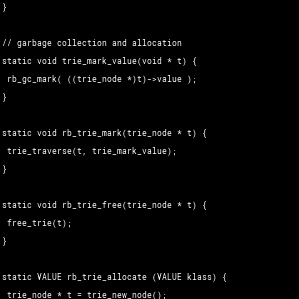 }
// garbage collection and allocation
static void trie_mark_value(void * t) {
rb_gc_mark( ((trie_node *)t)->value );
}
static void rb_trie_mark(trie_node * t) {
trie_traverse(t, trie_mark_value);
}
static void rb_trie_free(trie_node * t) {
free_trie(t);
}
static VALUE rb_trie_allocate (VALUE klass) {
trie_node * t = trie_new_node();